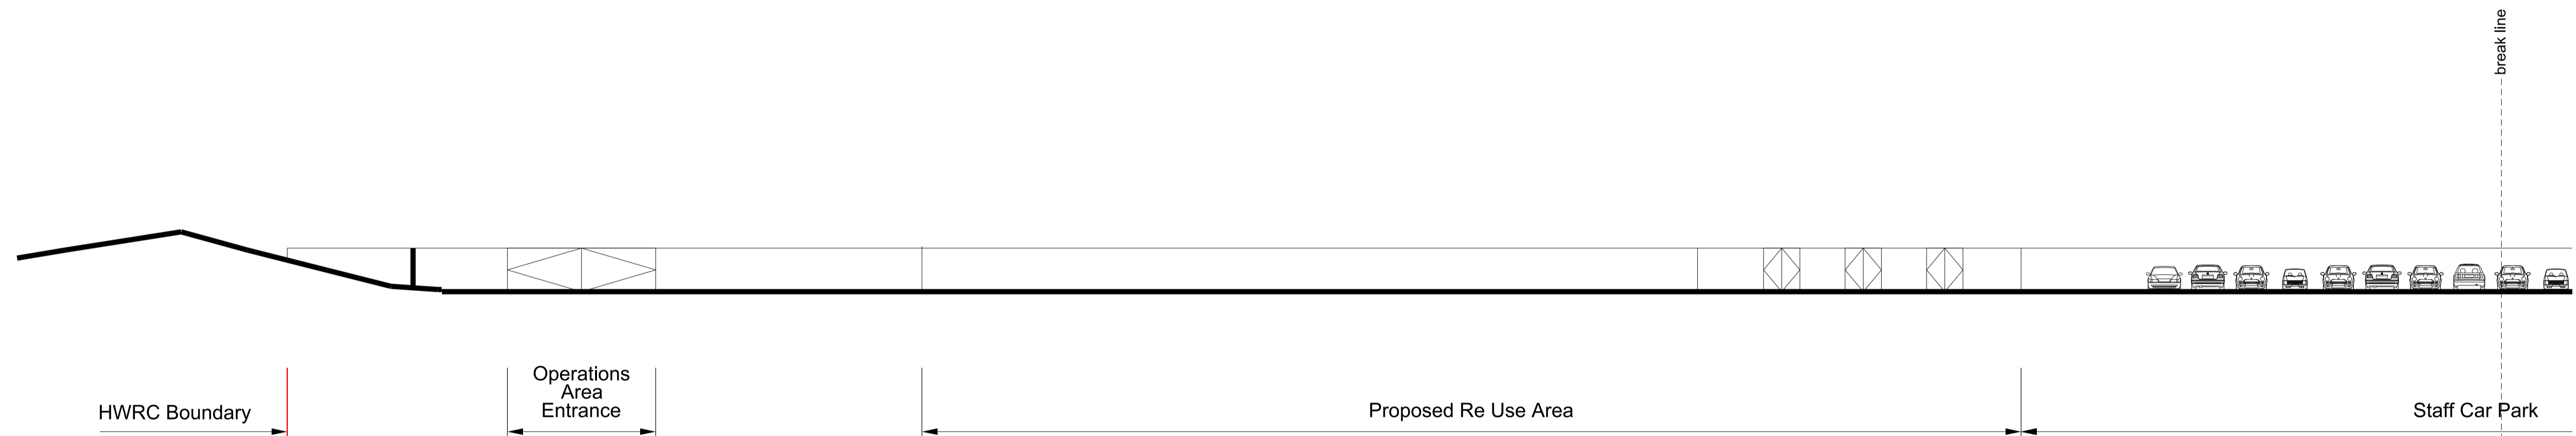 break line
HWRC Boundary
Operations
Area
Entrance
Proposed Re Use Area
Staff Car Park